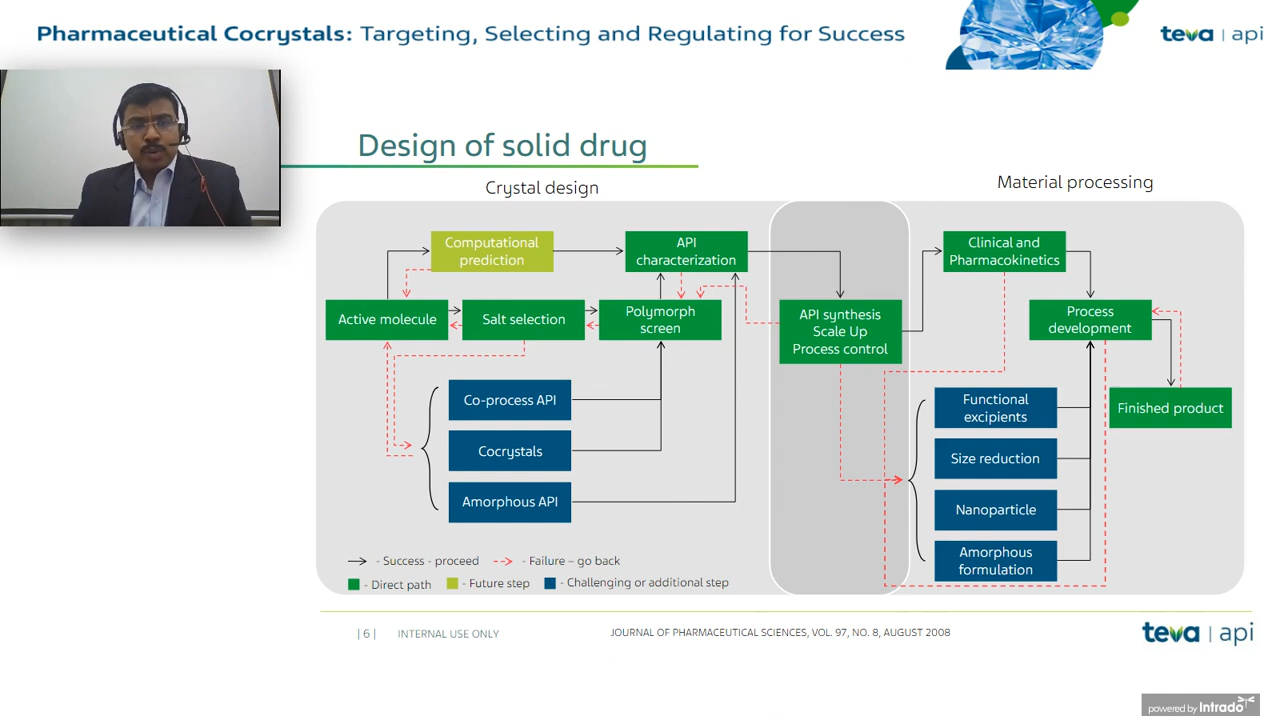 Pharmaceutical Cocrystals: Targeting, Selecting and Regulating for Success
teva | api
Design of solid drug
Crystal design
Material processing
Computational
prediction
API
characterization
Clinical and
Pharmacokinetics
Active molecule
Salt selection
Polymorph
screen
API synthesis
Scale Up
Process control
Process
development
Co-process API
Cocrystals
Amorphous API
Functional
excipients
Size reduction
Nanoparticle
Amorphous
formulation
Finished product
- Success - proceed
- Failure – go back
- Direct path
- Future step
- Challenging or additional step
| 6 |
INTERNAL USE ONLY
JOURNAL OF PHARMACEUTICAL SCIENCES, VOL. 97, NO. 8, AUGUST 2008
teva | api
powered by Intrado